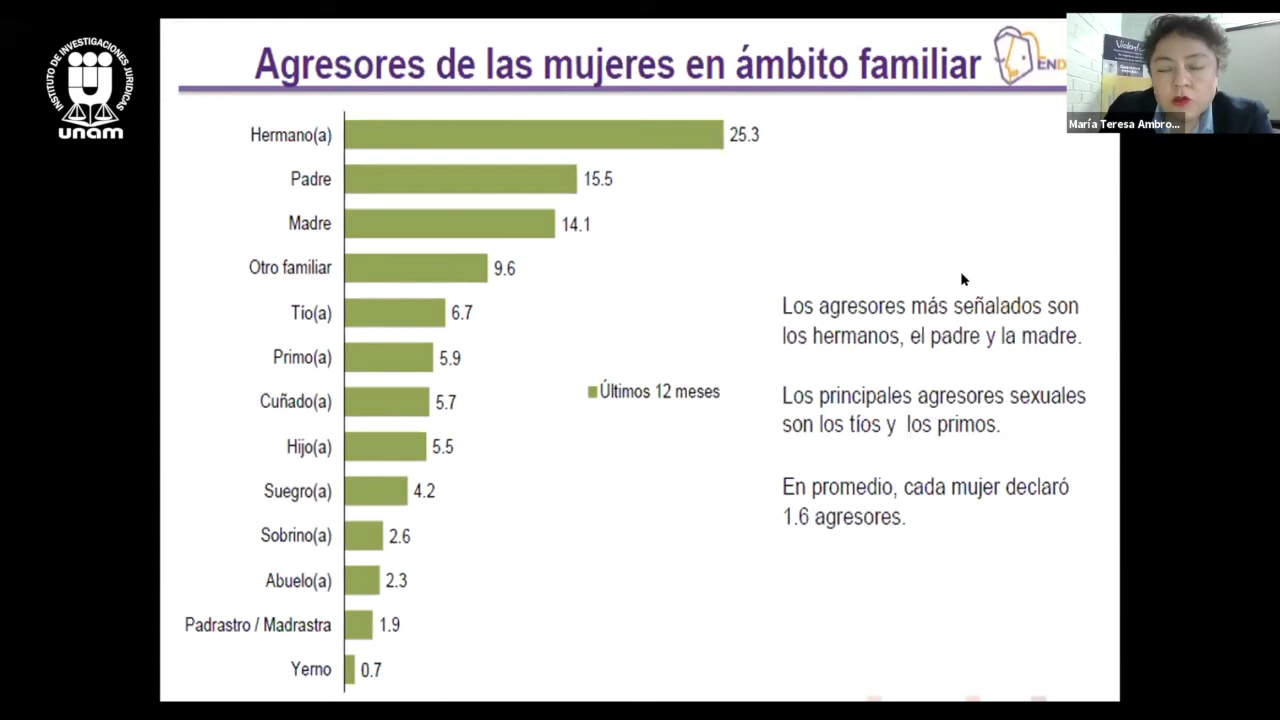 INSTITUTO DE INVESTIGACIONES JURIDICAS
UNAM
Agresores de las mujeres en ámbito familiar
END
María Teresa Ambro...
Hermano(a) 25.3
Padre 15.5
Madre 14.1
Otro familiar 9.6
Tío(a) 6.7
Primo(a) 5.9
Cuñado(a) 5.7
Hijo(a) 5.5
Suegro(a) 4.2
Sobrino(a) 2.6
Abuelo(a) 2.3
Padrastro / Madrastra 1.9
Yerno 0.7
Últimos 12 meses
Los agresores más señalados son
los hermanos, el padre y la madre.
Los principales agresores sexuales
son los tíos y los primos.
En promedio, cada mujer declaró
1.6 agresores.